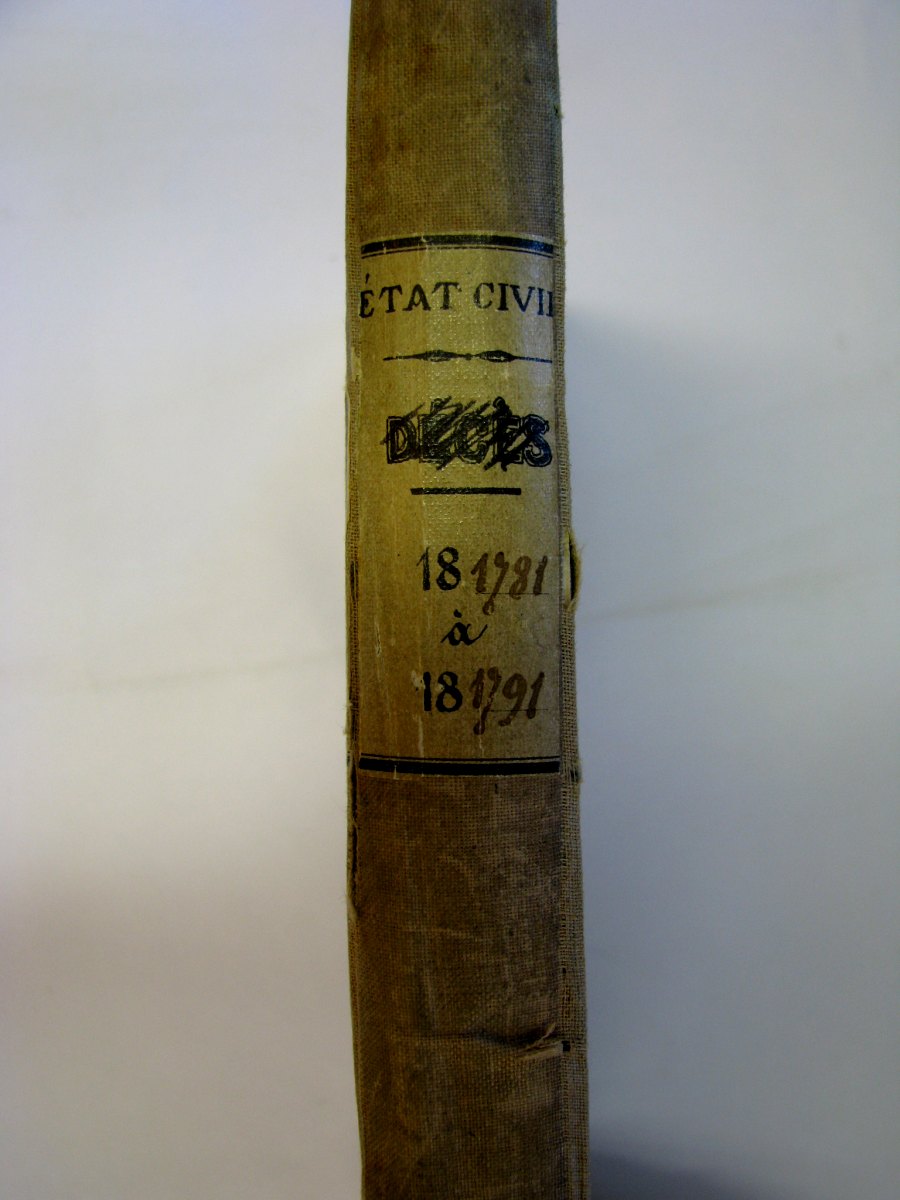 ÉTAT CIVIL
DÉCÈS
18 1781
à
18 1791